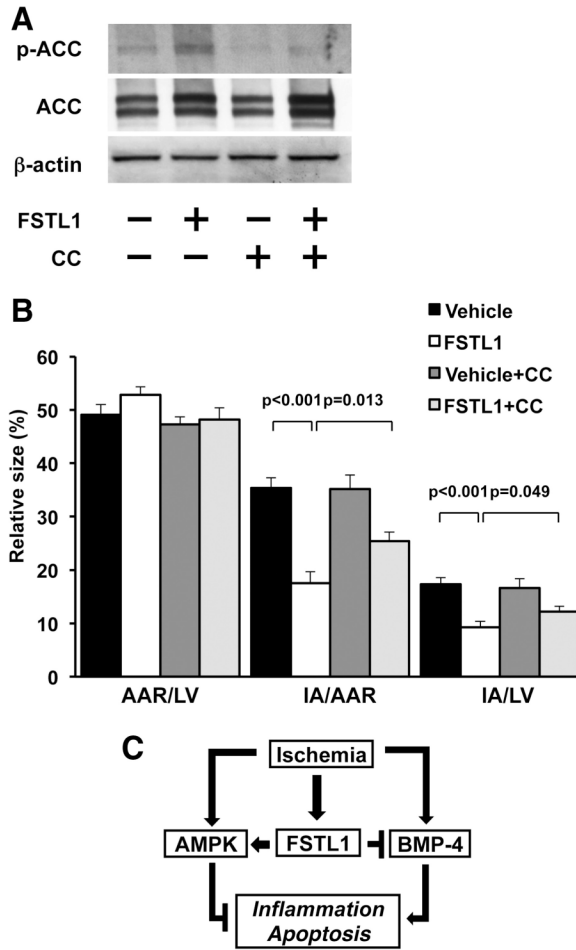 A
p-ACC
ACC
β-actin
FSTL1 − + − +
CC − − + +
B
Vehicle
FSTL1
Vehicle+CC
FSTL1+CC
Relative size (%)
60
50
40
30
20
10
0
p<0.001 p=0.013
p<0.001 p=0.049
AAR/LV IA/AAR IA/LV
C
Ischemia
AMPK FSTL1 BMP-4
Inflammation
Apoptosis